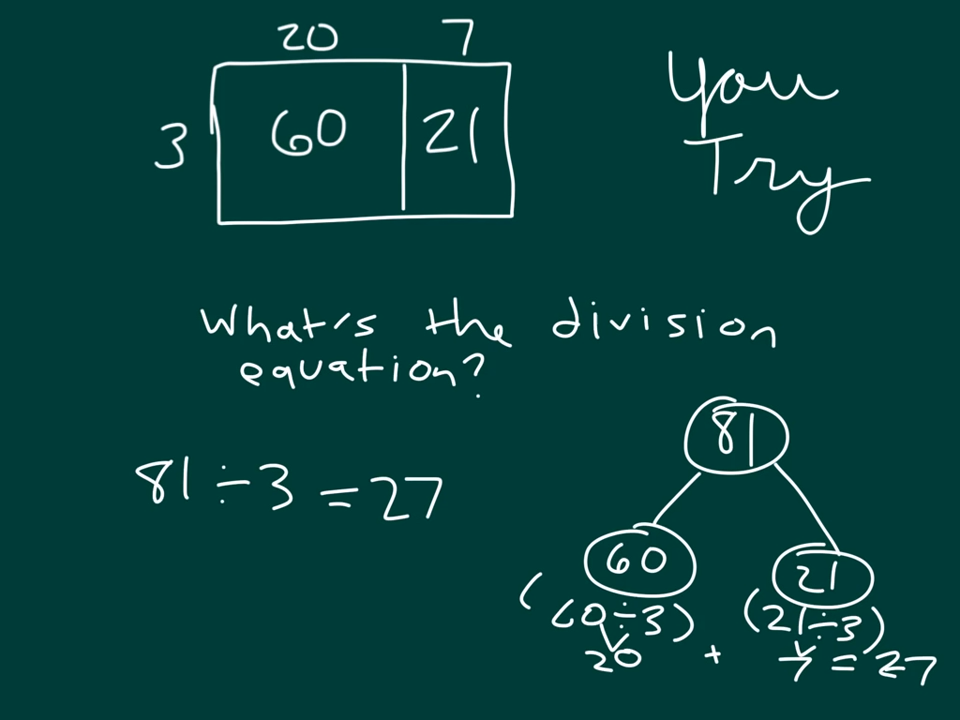 20 7
3 60 21
You
Try
What's the division
equation?
81 ÷ 3 = 27
81
60 21
( (60÷3) (21÷3)
20 + 7 = 27